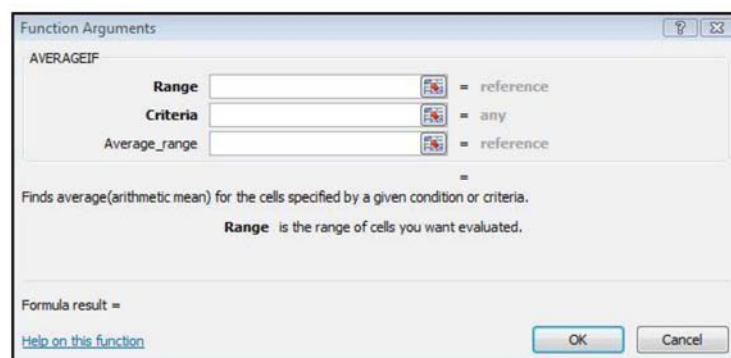 Function Arguments
AVERAGEIF
Range = reference
Criteria = any
Average_range = reference
=
Finds average(arithmetic mean) for the cells specified by a given condition or criteria.
Range is the range of cells you want evaluated.
Formula result =
Help on this function OK Cancel